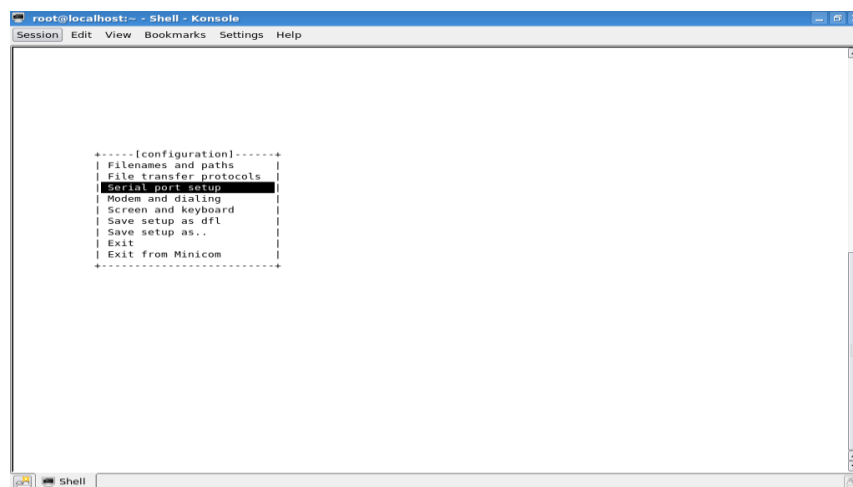 root@localhost:~ - Shell - Konsole
Session Edit View Bookmarks Settings Help
+-----[configuration]------+
| Filenames and paths |
| File transfer protocols |
| Serial port setup |
| Modem and dialing |
| Screen and keyboard |
| Save setup as dfl |
| Save setup as.. |
| Exit |
| Exit from Minicom |
+--------------------------+
Shell